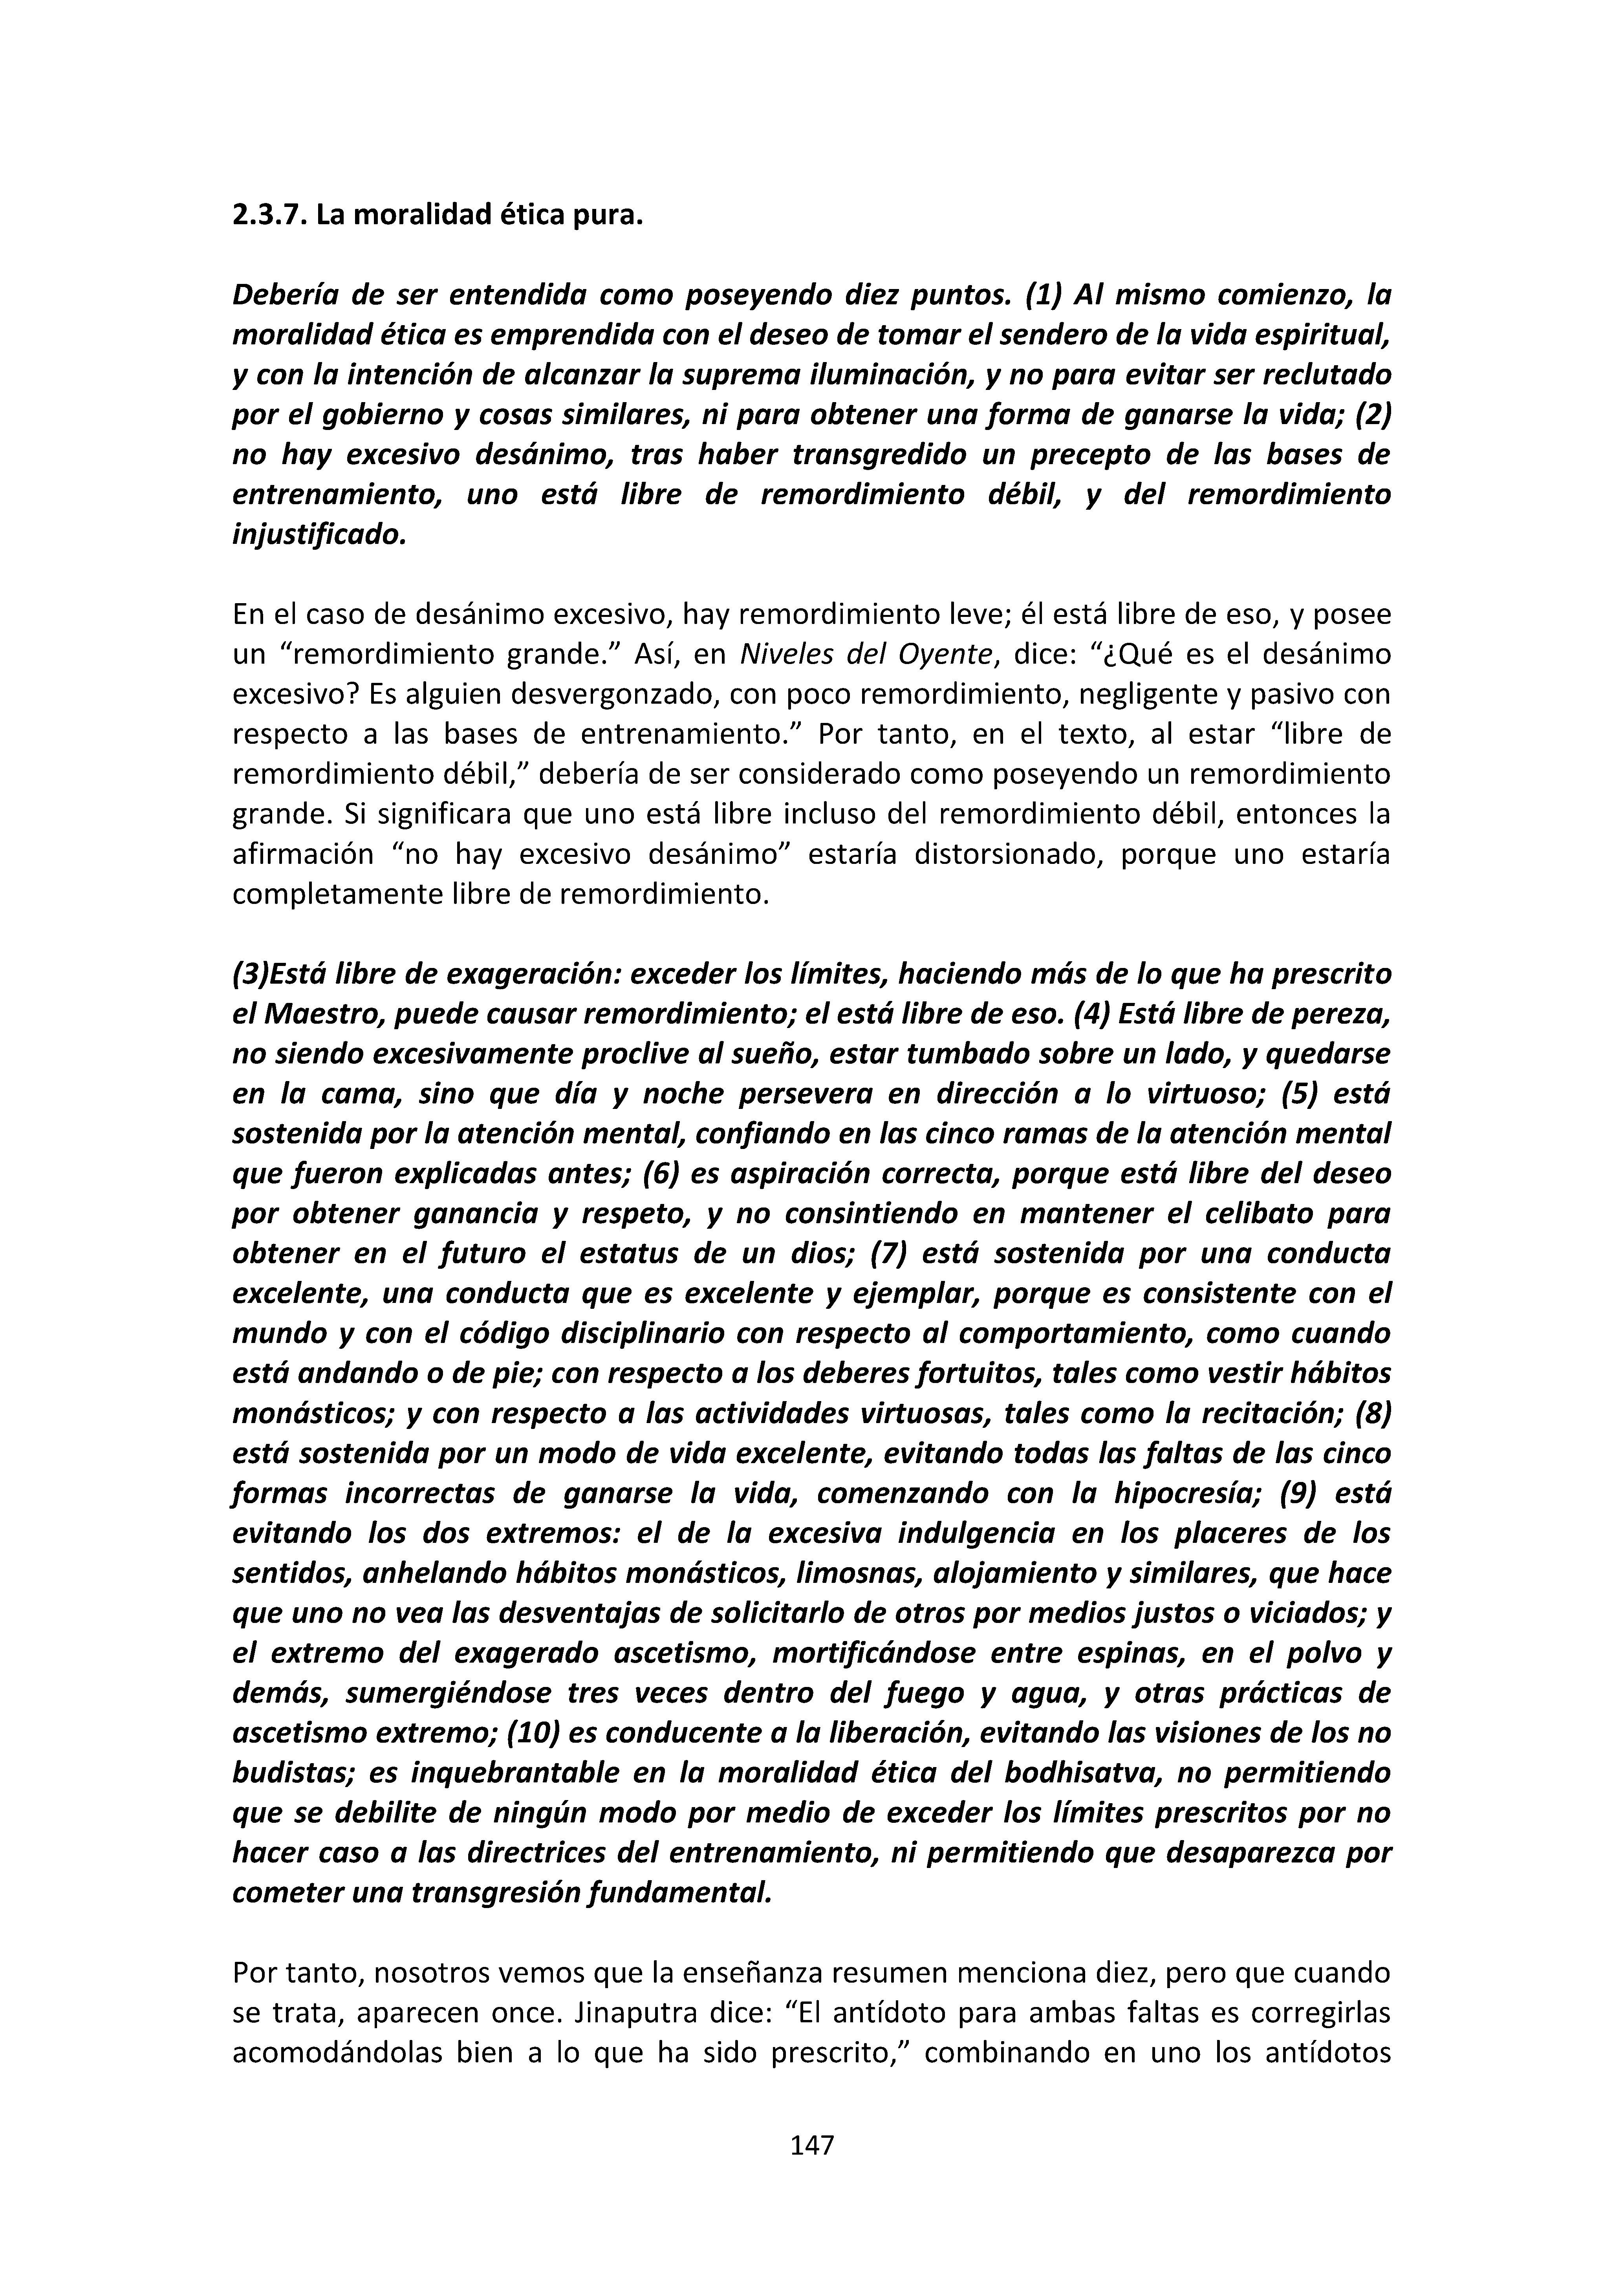 2.3.7. La moralidad ética pura.
Debería de ser entendida como poseyendo diez puntos. (1) Al mismo comienzo, la
moralidad ética es emprendida con el deseo de tomar el sendero de la vida espiritual,
y con la intención de alcanzar la suprema iluminación, y no para evitar ser reclutado
por el gobierno y cosas similares, ni para obtener una forma de ganarse la vida; (2)
no hay excesivo desánimo, tras haber transgredido un precepto de las bases de
entrenamiento, uno está libre de remordimiento débil, y del remordimiento
injustificado.
En el caso de desánimo excesivo, hay remordimiento leve; él está libre de eso, y posee
un “remordimiento grande.” Así, en Niveles del Oyente, dice: “¿Qué es el desánimo
excesivo? Es alguien desvergonzado, con poco remordimiento, negligente y pasivo con
respecto a las bases de entrenamiento.” Por tanto, en el texto, al estar “libre de
remordimiento débil,” debería de ser considerado como poseyendo un remordimiento
grande. Si significara que uno está libre incluso del remordimiento débil, entonces la
afirmación “no hay excesivo desánimo” estaría distorsionado, porque uno estaría
completamente libre de remordimiento.
(3)Está libre de exageración: exceder los límites, haciendo más de lo que ha prescrito
el Maestro, puede causar remordimiento; el está libre de eso. (4) Está libre de pereza,
no siendo excesivamente proclive al sueño, estar tumbado sobre un lado, y quedarse
en la cama, sino que día y noche persevera en dirección a lo virtuoso; (5) está
sostenida por la atención mental, confiando en las cinco ramas de la atención mental
que fueron explicadas antes; (6) es aspiración correcta, porque está libre del deseo
por obtener ganancia y respeto, y no consintiendo en mantener el celibato para
obtener en el futuro el estatus de un dios; (7) está sostenida por una conducta
excelente, una conducta que es excelente y ejemplar, porque es consistente con el
mundo y con el código disciplinario con respecto al comportamiento, como cuando
está andando o de pie; con respecto a los deberes fortuitos, tales como vestir hábitos
monásticos; y con respecto a las actividades virtuosas, tales como la recitación; (8)
está sostenida por un modo de vida excelente, evitando todas las faltas de las cinco
formas incorrectas de ganarse la vida, comenzando con la hipocresía; (9) está
evitando los dos extremos: el de la excesiva indulgencia en los placeres de los
sentidos, anhelando hábitos monásticos, limosnas, alojamiento y similares, que hace
que uno no vea las desventajas de solicitarlo de otros por medios justos o viciados; y
el extremo del exagerado ascetismo, mortificándose entre espinas, en el polvo y
demás, sumergiéndose tres veces dentro del fuego y agua, y otras prácticas de
ascetismo extremo; (10) es conducente a la liberación, evitando las visiones de los no
budistas; es inquebrantable en la moralidad ética del bodhisatva, no permitiendo
que se debilite de ningún modo por medio de exceder los límites prescritos por no
hacer caso a las directrices del entrenamiento, ni permitiendo que desaparezca por
cometer una transgresión fundamental.
Por tanto, nosotros vemos que la enseñanza resumen menciona diez, pero que cuando
se trata, aparecen once. Jinaputra dice: “El antídoto para ambas faltas es corregirlas
acomodándolas bien a lo que ha sido prescrito,” combinando en uno los antídotos
147